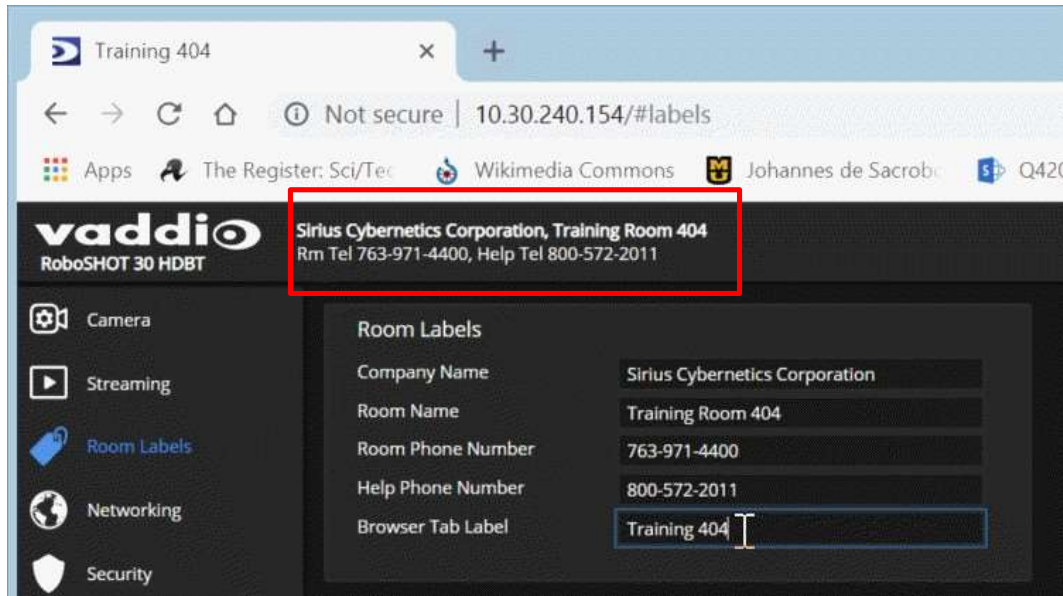 Training 404
Not secure | 10.30.240.154/#labels
Apps The Register: Sci/Tec Wikimedia Commons Johannes de Sacrobo Q420
vaddio
RoboSHOT 30 HDBT
Sirius Cybernetics Corporation, Training Room 404
Rm Tel 763-971-4400, Help Tel 800-572-2011
Camera
Streaming
Room Labels
Networking
Security
Room Labels
Company Name Sirius Cybernetics Corporation
Room Name Training Room 404
Room Phone Number 763-971-4400
Help Phone Number 800-572-2011
Browser Tab Label Training 404